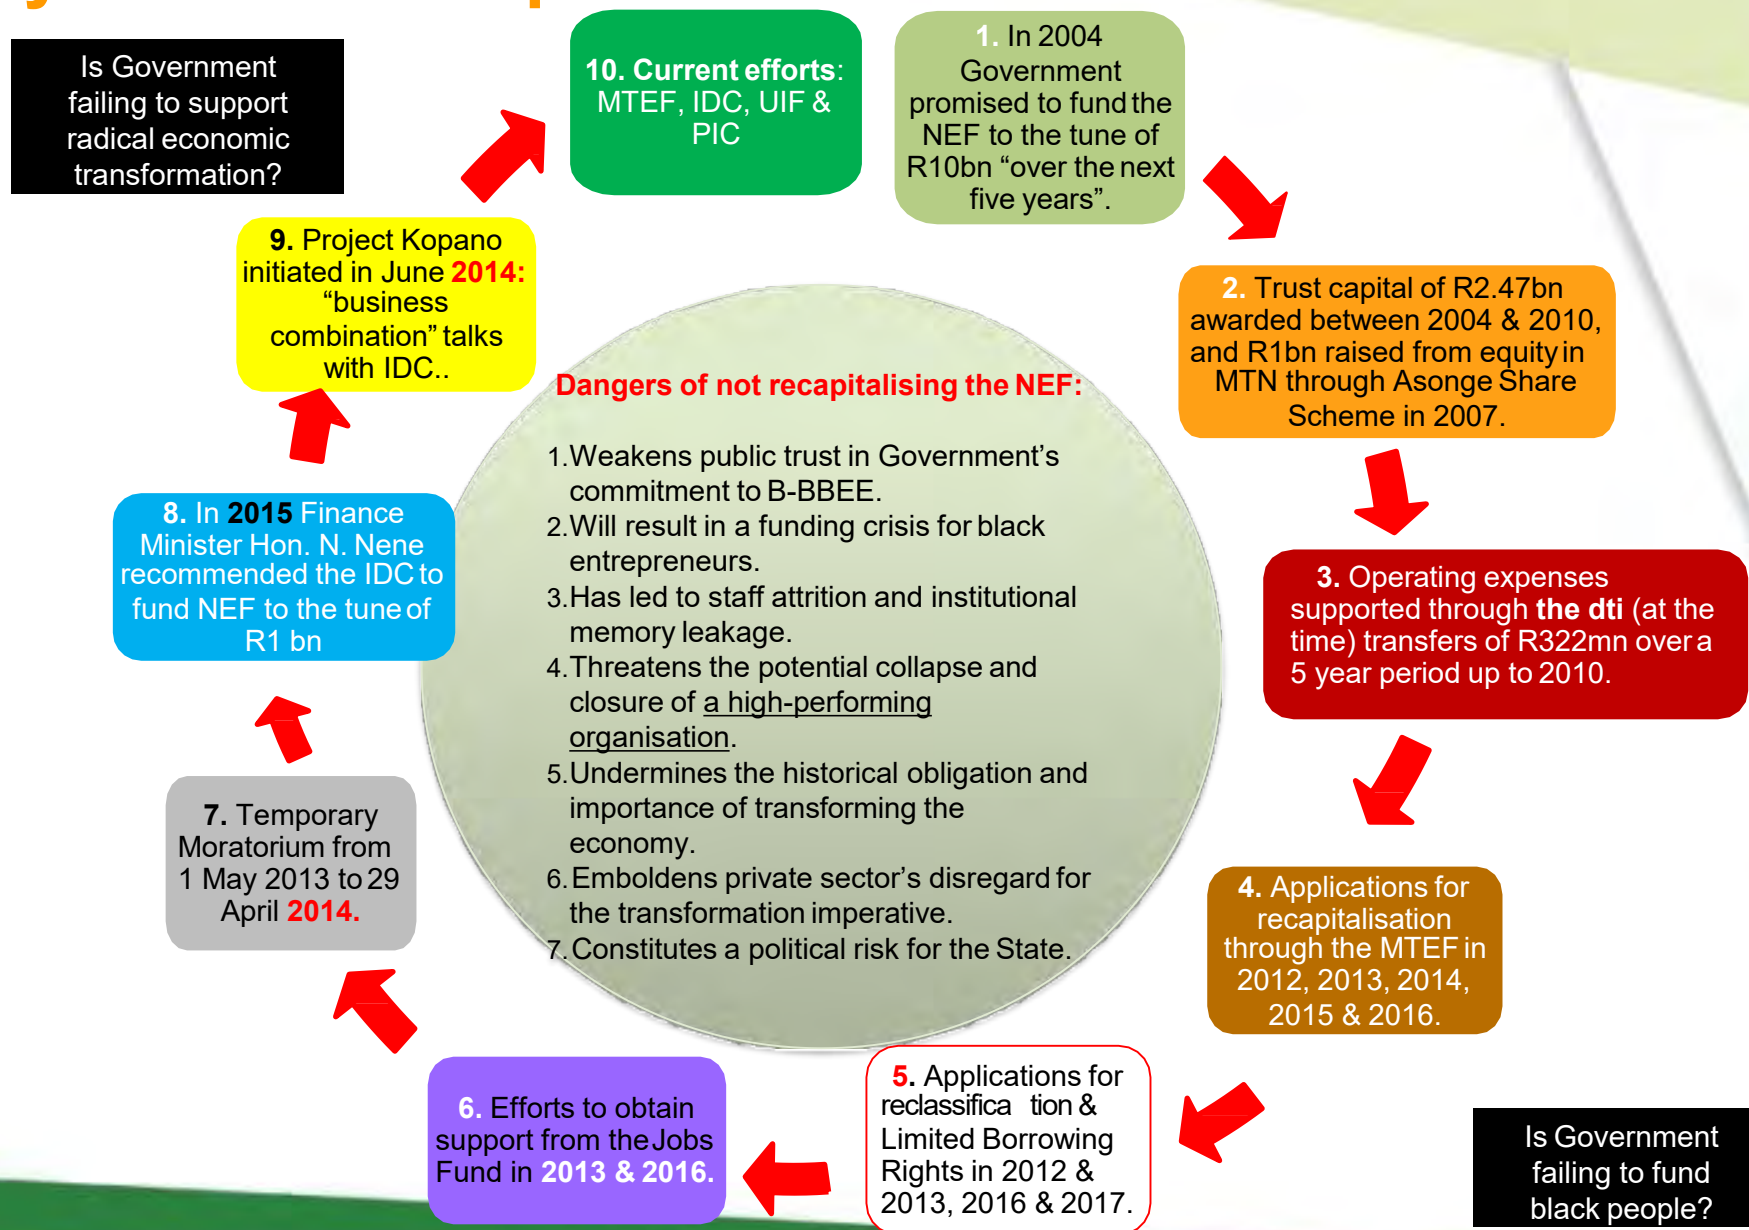 Is Government
failing to support
radical economic
transformation?
10. Current efforts:
MTEF, IDC, UIF &
PIC
1. In 2004
Government
promised to fund the
NEF to the tune of
R10bn “over the next
five years”.
2. Trust capital of R2.47bn
awarded between 2004 & 2010,
and R1bn raised from equity in
MTN through Asonge Share
Scheme in 2007.
3. Operating expenses
supported through the dti (at the
time) transfers of R322mn over a
5 year period up to 2010.
4. Applications for
recapitalisation
through the MTEF in
2012, 2013, 2014,
2015 & 2016.
5. Applications for
reclassifica tion &
Limited Borrowing
Rights in 2012 &
2013, 2016 & 2017.
6. Efforts to obtain
support from the Jobs
Fund in 2013 & 2016.
7. Temporary
Moratorium from
1 May 2013 to 29
April 2014.
8. In 2015 Finance
Minister Hon. N. Nene
recommended the IDC to
fund NEF to the tune of
R1 bn
9. Project Kopano
initiated in June 2014:
“business
combination” talks
with IDC..
Dangers of not recapitalising the NEF:
1.Weakens public trust in Government’s
commitment to B-BBEE.
2.Will result in a funding crisis for black
entrepreneurs.
3.Has led to staff attrition and institutional
memory leakage.
4.Threatens the potential collapse and
closure of a high-performing
organisation.
5.Undermines the historical obligation and
importance of transforming the
economy.
6.Emboldens private sector’s disregard for
the transformation imperative.
7.Constitutes a political risk for the State.
Is Government
failing to fund
black people?